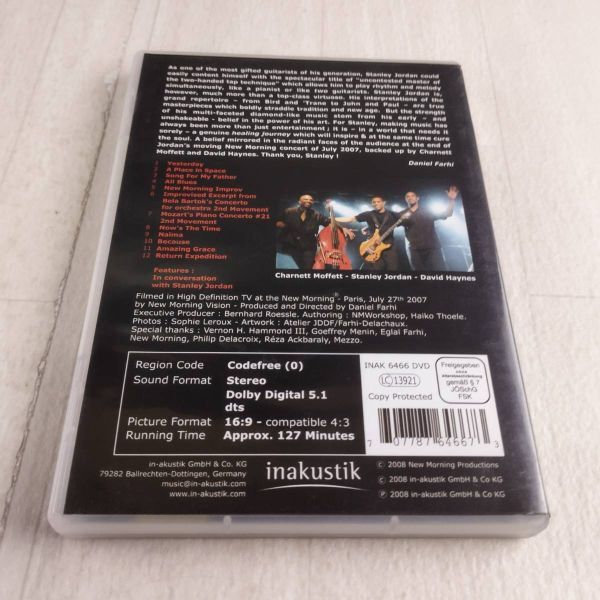 As one of the most gifted guitarists of his generation, Stanley Jordan could
easily content himself with the spectacular title of "uncontested master of
the two-handed tap technique" which allows him to play rhythm and melody
simultaneously, like a pianist or like two guitarists. Stanley Jordan is,
however, much more than a top-class virtuoso. His interpretations of the
grand repertoire – from Bird and 'Trane to John and Paul – are true
masterpieces which boldly straddle tradition and new age. But the strength
of his multi-faceted diamond-like music stem from his early – and
unshakeable - belief in the power of his art. For Stanley, making music has
always been more than just entertainment ; it is – in a world that needs it
sorely – a genuine healing journey which will inspire & at the same time cure
the soul. A belief mirrored in the radiant faces of the audience at the end of
Jordan's moving New Morning concert of July 2007, backed up by Charnett
Moffett and David Haynes. Thank you, Stanley !
Daniel Farhi
1 Yesterday
2 A Place In Space
3 Song For My Father
4 All Blues
5 New Morning Improv
6 Improvised Excerpt from
Bela Bartok's Concerto
for orchestra 2nd Movement
7 Mozart's Piano Concerto #21
2nd Movement
8 Now's The Time
9 Naima
10 Because
11 Amazing Grace
12 Return Expedition
Features :
In conversation
with Stanley Jordan
Charnett Moffett - Stanley Jordan - David Haynes
Filmed in High Definition TV at the New Morning - Paris, July 27th 2007
by New Morning Vision - Produced and Directed by Daniel Farhi
Executive Producer : Bernhard Roessle. Authoring : NMWorkshop, Haiko Thoele.
Photos : Sophie Leroux - Artwork : Atelier JDDF/Farhi-Delachaux.
Special thanks : Vernon H. Hammond III, Goeffrey Menin, Eglal Farhi,
New Morning, Philip Delacroix, Réza Ackbaraly, Mezzo.
Region Code Codefree (0)
Sound Format Stereo
Dolby Digital 5.1
dts
Picture Format 16:9 - compatible 4:3
Running Time Approx. 127 Minutes
INAK 6466 DVD
LC 13921
Copy Protected
Freigegeben
ohne
Altersbeschränkung
gemäß § 7
JÖSchG
FSK
7 07787 64667 3
in-akustik GmbH & Co. KG
79282 Ballrechten-Dottingen, Germany
music@in-akustik.com
www.in-akustik.com
inakustik
© 2008 New Morning Productions
© 2008 in-akustik GmbH & Co KG
℗ 2008 in-akustik GmbH & Co KG